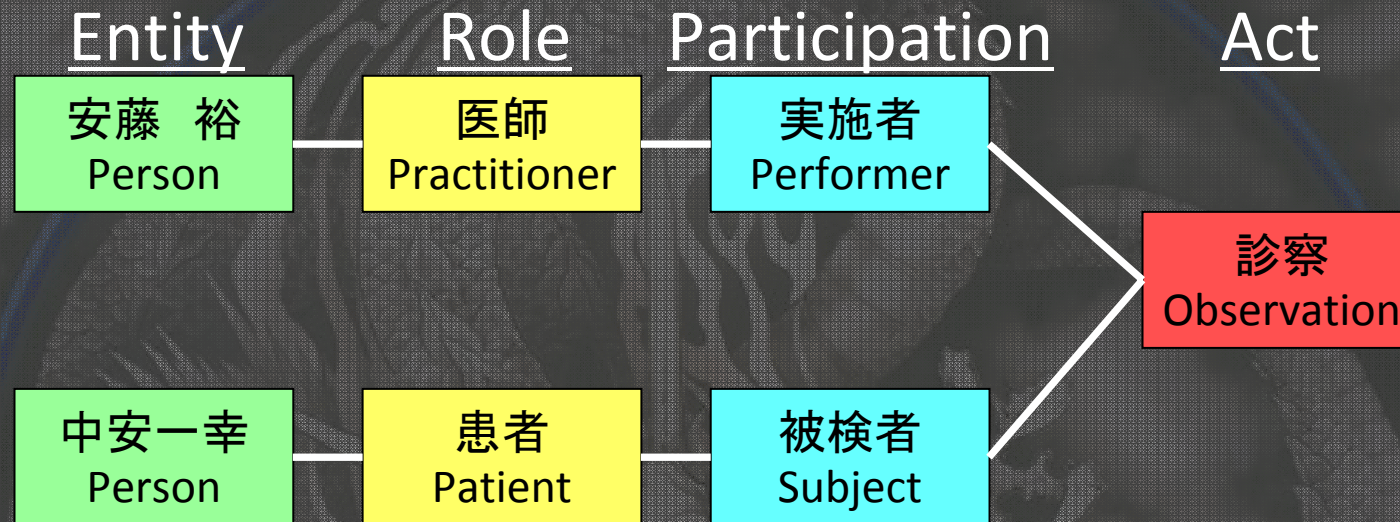 Entity
Role
Participation
Act
安藤　裕
Person
医師
Practitioner
実施者
Performer
診察
Observation
中安一幸
Person
患者
Patient
被検者
Subject